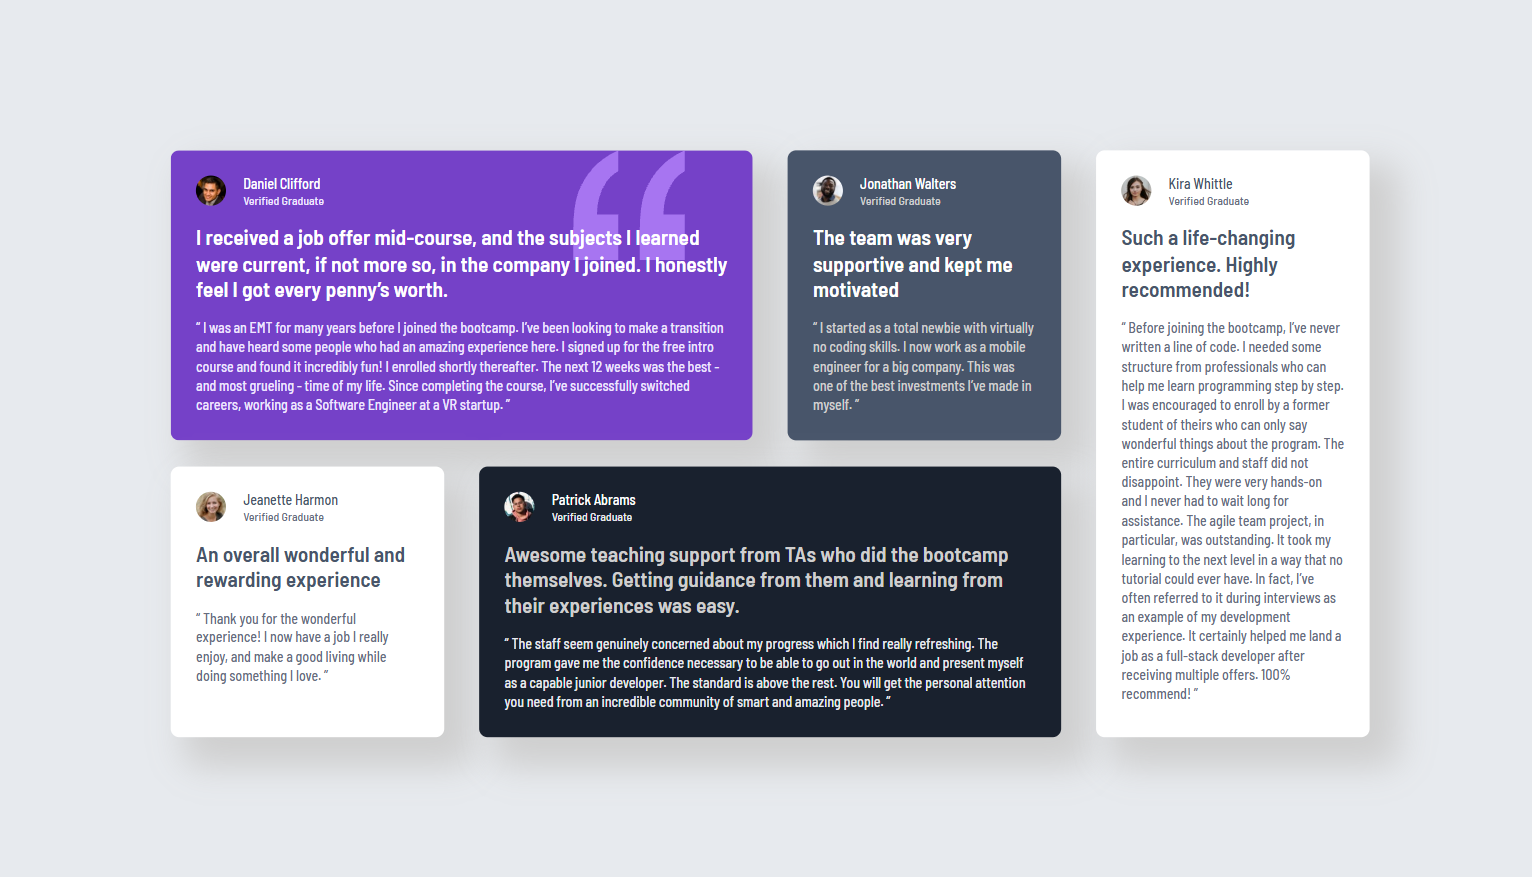 Daniel Clifford
Verified Graduate
I received a job offer mid-course, and the subjects I learned
were current, if not more so, in the company I joined. I honestly
feel I got every penny’s worth.
“ I was an EMT for many years before I joined the bootcamp. I’ve been looking to make a transition
and have heard some people who had an amazing experience here. I signed up for the free intro
course and found it incredibly fun! I enrolled shortly thereafter. The next 12 weeks was the best -
and most grueling - time of my life. Since completing the course, I’ve successfully switched
careers, working as a Software Engineer at a VR startup. ”
Jonathan Walters
Verified Graduate
The team was very
supportive and kept me
motivated
“ I started as a total newbie with virtually
no coding skills. I now work as a mobile
engineer for a big company. This was
one of the best investments I’ve made in
myself. ”
Kira Whittle
Verified Graduate
Such a life-changing
experience. Highly
recommended!
“ Before joining the bootcamp, I’ve never
written a line of code. I needed some
structure from professionals who can
help me learn programming step by step.
I was encouraged to enroll by a former
student of theirs who can only say
wonderful things about the program. The
entire curriculum and staff did not
disappoint. They were very hands-on
and I never had to wait long for
assistance. The agile team project, in
particular, was outstanding. It took my
learning to the next level in a way that no
tutorial could ever have. In fact, I’ve
often referred to it during interviews as
an example of my development
experience. It certainly helped me land a
job as a full-stack developer after
receiving multiple offers. 100%
recommend! ”
Jeanette Harmon
Verified Graduate
An overall wonderful and
rewarding experience
“ Thank you for the wonderful
experience! I now have a job I really
enjoy, and make a good living while
doing something I love. ”
Patrick Abrams
Verified Graduate
Awesome teaching support from TAs who did the bootcamp
themselves. Getting guidance from them and learning from
their experiences was easy.
“ The staff seem genuinely concerned about my progress which I find really refreshing. The
program gave me the confidence necessary to be able to go out in the world and present myself
as a capable junior developer. The standard is above the rest. You will get the personal attention
you need from an incredible community of smart and amazing people. ”